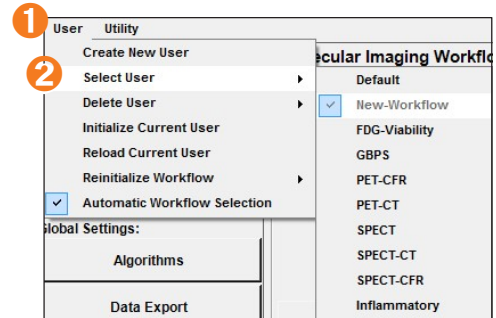 1
User Utility
Create New User
ecular Imaging Workflo
2
Select User
Default
Delete User
New-Workflow
Initialize Current User
FDG-Viability
Reload Current User
GBPS
Reinitialize Workflow
PET-CFR
Automatic Workflow Selection
PET-CT
Global Settings:
SPECT
Algorithms
SPECT-CT
SPECT-CFR
Data Export
Inflammatory